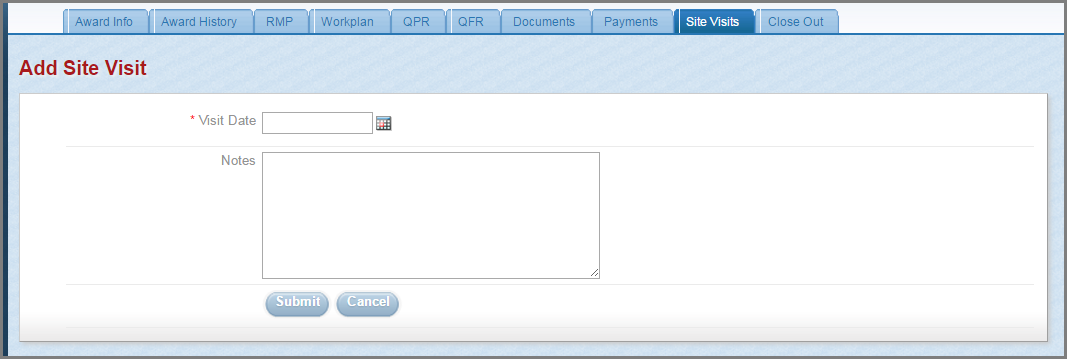 Award Info Award History RMP Workplan QPR QFR Documents Payments Site Visits Close Out
Add Site Visit
* Visit Date
Notes
Submit Cancel